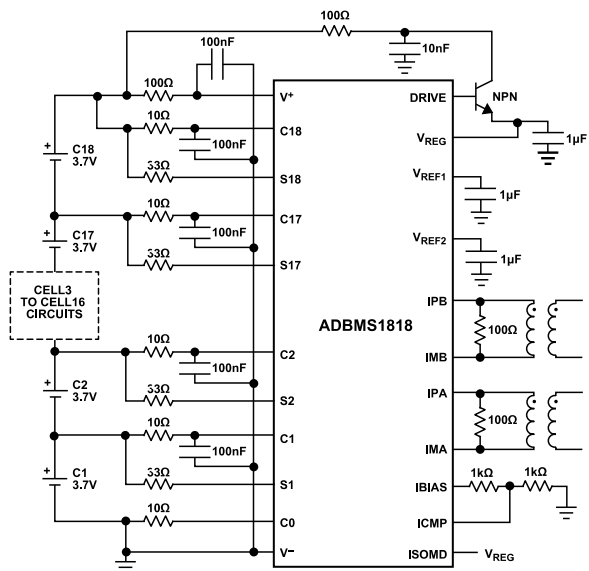 100Ω
100nF
10nF
100Ω
V+
DRIVE
NPN
10Ω
C18
100nF
VREG
1µF
C18
3.7V
33Ω
S18
VREF1
1µF
10Ω
C17
100nF
C17
3.7V
33Ω
S17
VREF2
1µF
CELL3
TO CELL16
CIRCUITS
ADBMS1818
IPB
100Ω
IMB
10Ω
C2
100nF
C2
3.7V
33Ω
S2
IPA
100Ω
IMA
10Ω
C1
100nF
C1
3.7V
33Ω
S1
IBIAS
1kΩ
1kΩ
10Ω
C0
ICMP
V−
ISOMD
VREG